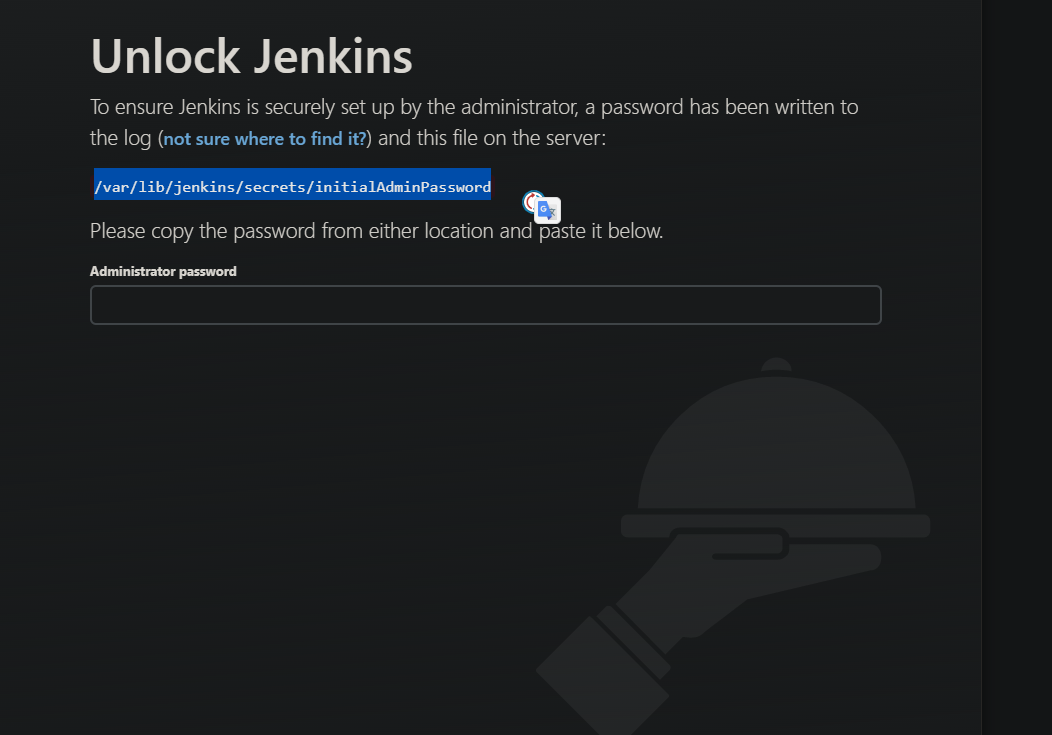 Unlock Jenkins
To ensure Jenkins is securely set up by the administrator, a password has been written to
the log (not sure where to find it?) and this file on the server:
/var/lib/jenkins/secrets/initialAdminPassword
Please copy the password from either location and paste it below.
Administrator password